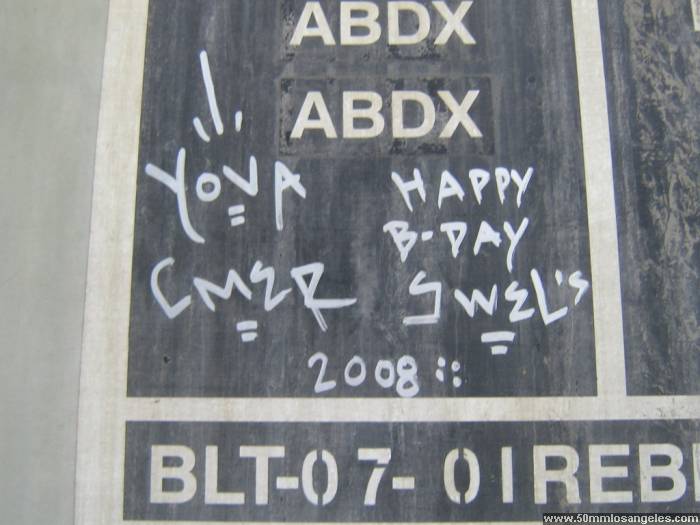 ABDX
ABDX
YOVA
CMER
HAPPY
B-DAY
SWEL'S
2008 ::
BLT-07-01REB
www.50mmlosangeles.com